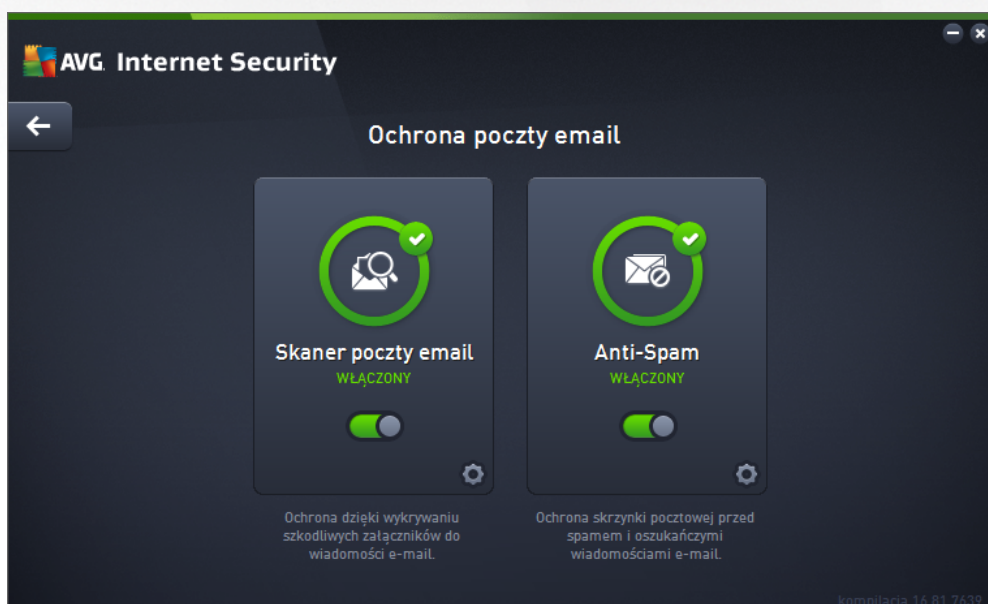 AVG. Internet Security
Ochrona poczty email
Skaner poczty email
WŁĄCZONY
Ochrona dzięki wykrywaniu
szkodliwych załączników do
wiadomości e-mail.
Anti-Spam
WŁĄCZONY
Ochrona skrzynki pocztowej przed
spamem i oszukańczymi
wiadomościami e-mail.
kompilacja 16.81.7639